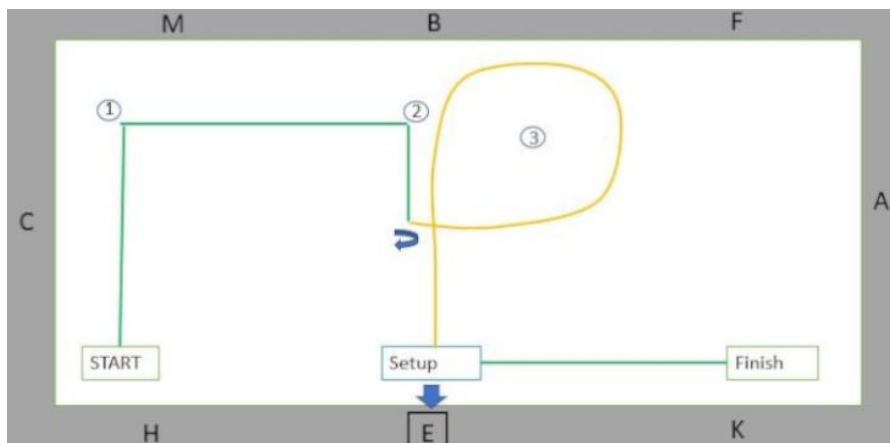 M B F
① ②
③
C A
START Setup Finish
H E K